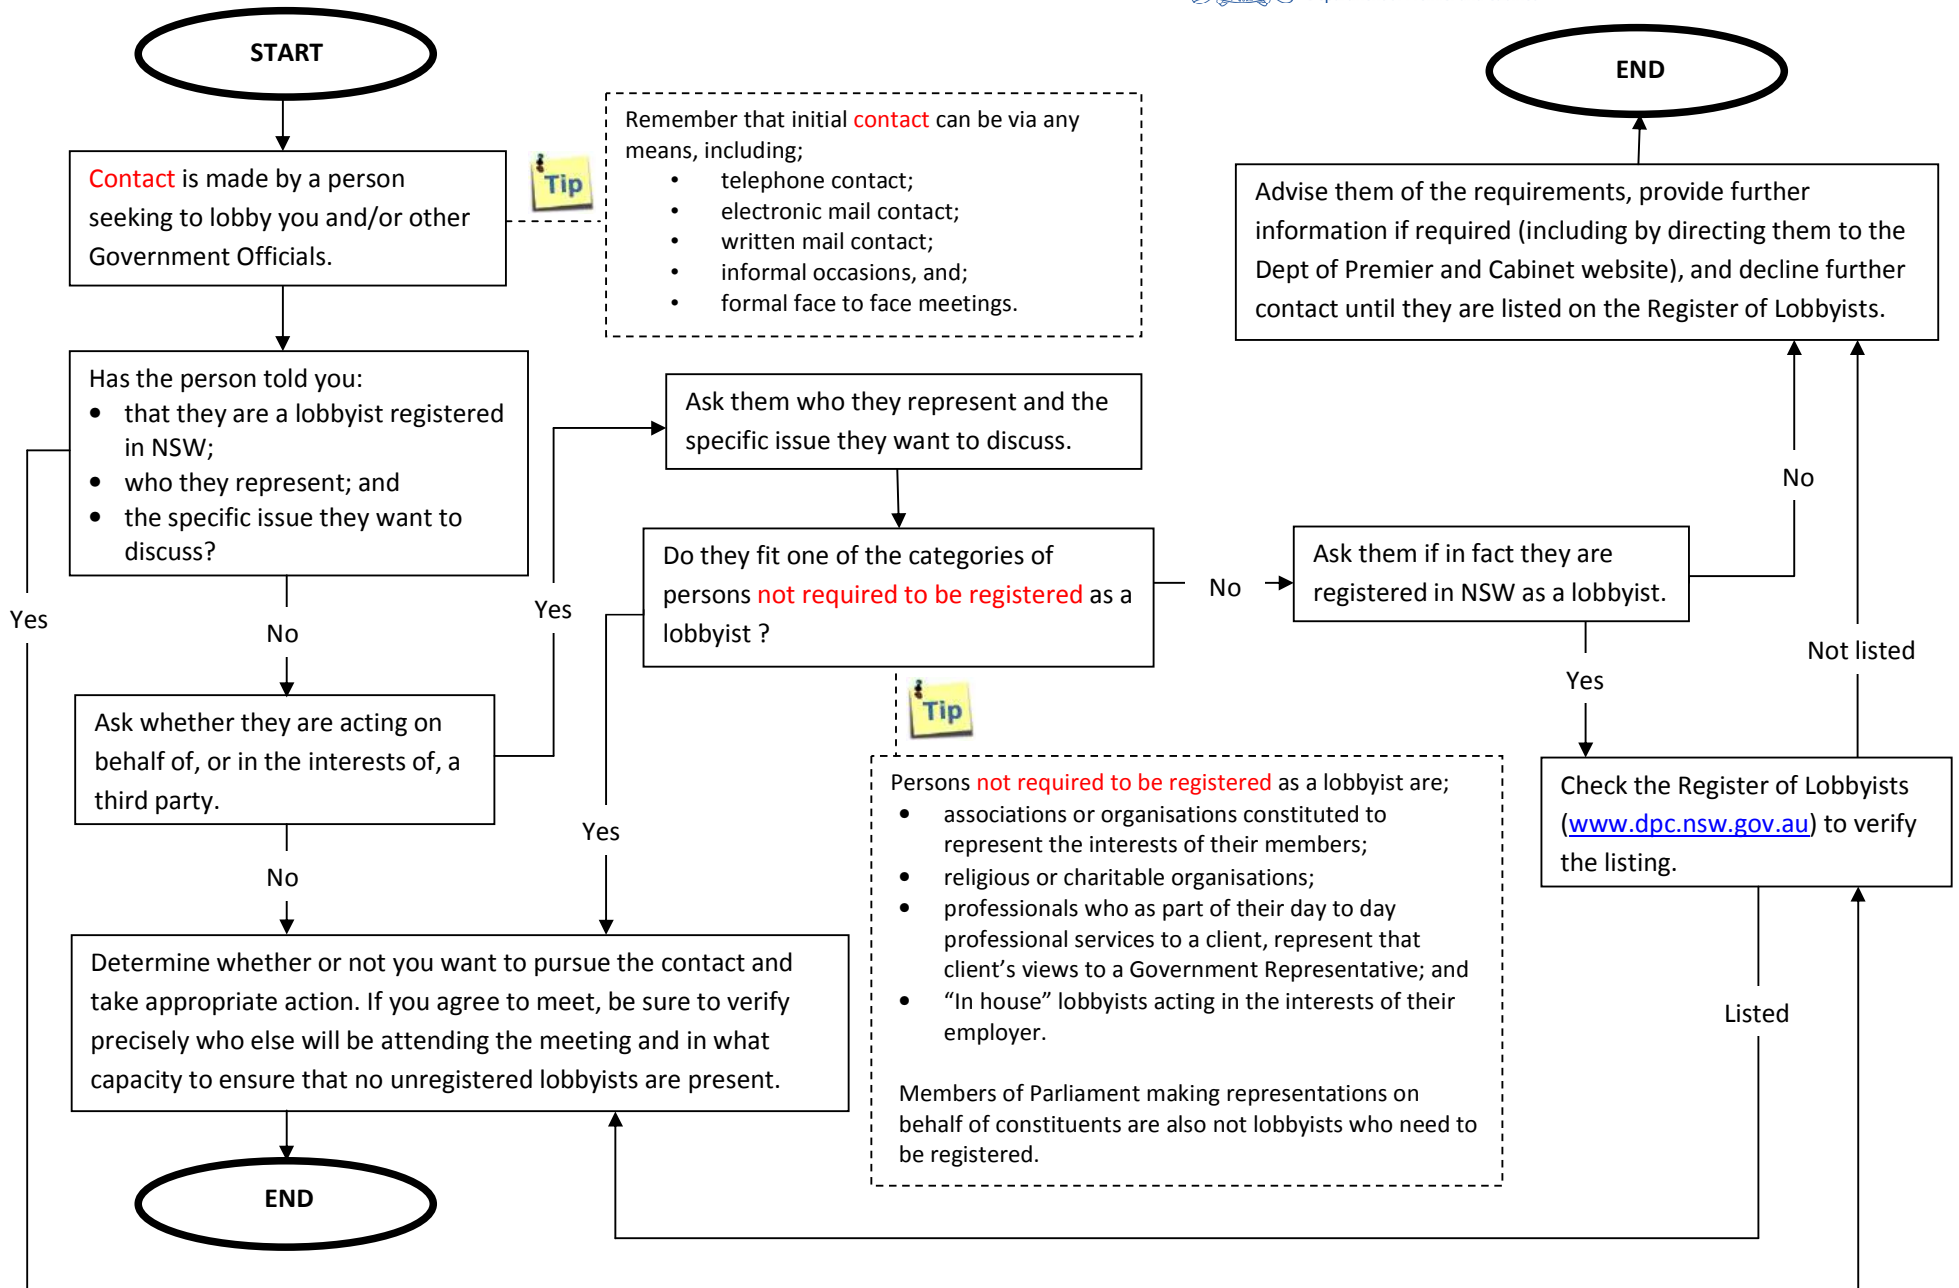 START
END
Contact is made by a person
seeking to lobby you and/or other
Government Officials.
Tip
Remember that initial contact can be via any
means, including;
• telephone contact;
• electronic mail contact;
• written mail contact;
• informal occasions, and;
• formal face to face meetings.
Advise them of the requirements, provide further
information if required (including by directing them to the
Dept of Premier and Cabinet website), and decline further
contact until they are listed on the Register of Lobbyists.
Has the person told you:
• that they are a lobbyist registered
in NSW;
• who they represent; and
• the specific issue they want to
discuss?
Ask them who they represent and the
specific issue they want to discuss.
No
Do they fit one of the categories of
persons not required to be registered as a
lobbyist ?
No
Ask them if in fact they are
registered in NSW as a lobbyist.
Yes
No
Yes
Not listed
Yes
Ask whether they are acting on
behalf of, or in the interests of, a
third party.
Tip
Persons not required to be registered as a lobbyist are;
• associations or organisations constituted to
represent the interests of their members;
• religious or charitable organisations;
• professionals who as part of their day to day
professional services to a client, represent that
client’s views to a Government Representative; and
• “In house” lobbyists acting in the interests of their
employer.
Members of Parliament making representations on
behalf of constituents are also not lobbyists who need to
be registered.
Check the Register of Lobbyists
(www.dpc.nsw.gov.au) to verify
the listing.
Yes
No
Listed
Determine whether or not you want to pursue the contact and
take appropriate action. If you agree to meet, be sure to verify
precisely who else will be attending the meeting and in what
capacity to ensure that no unregistered lobbyists are present.
END